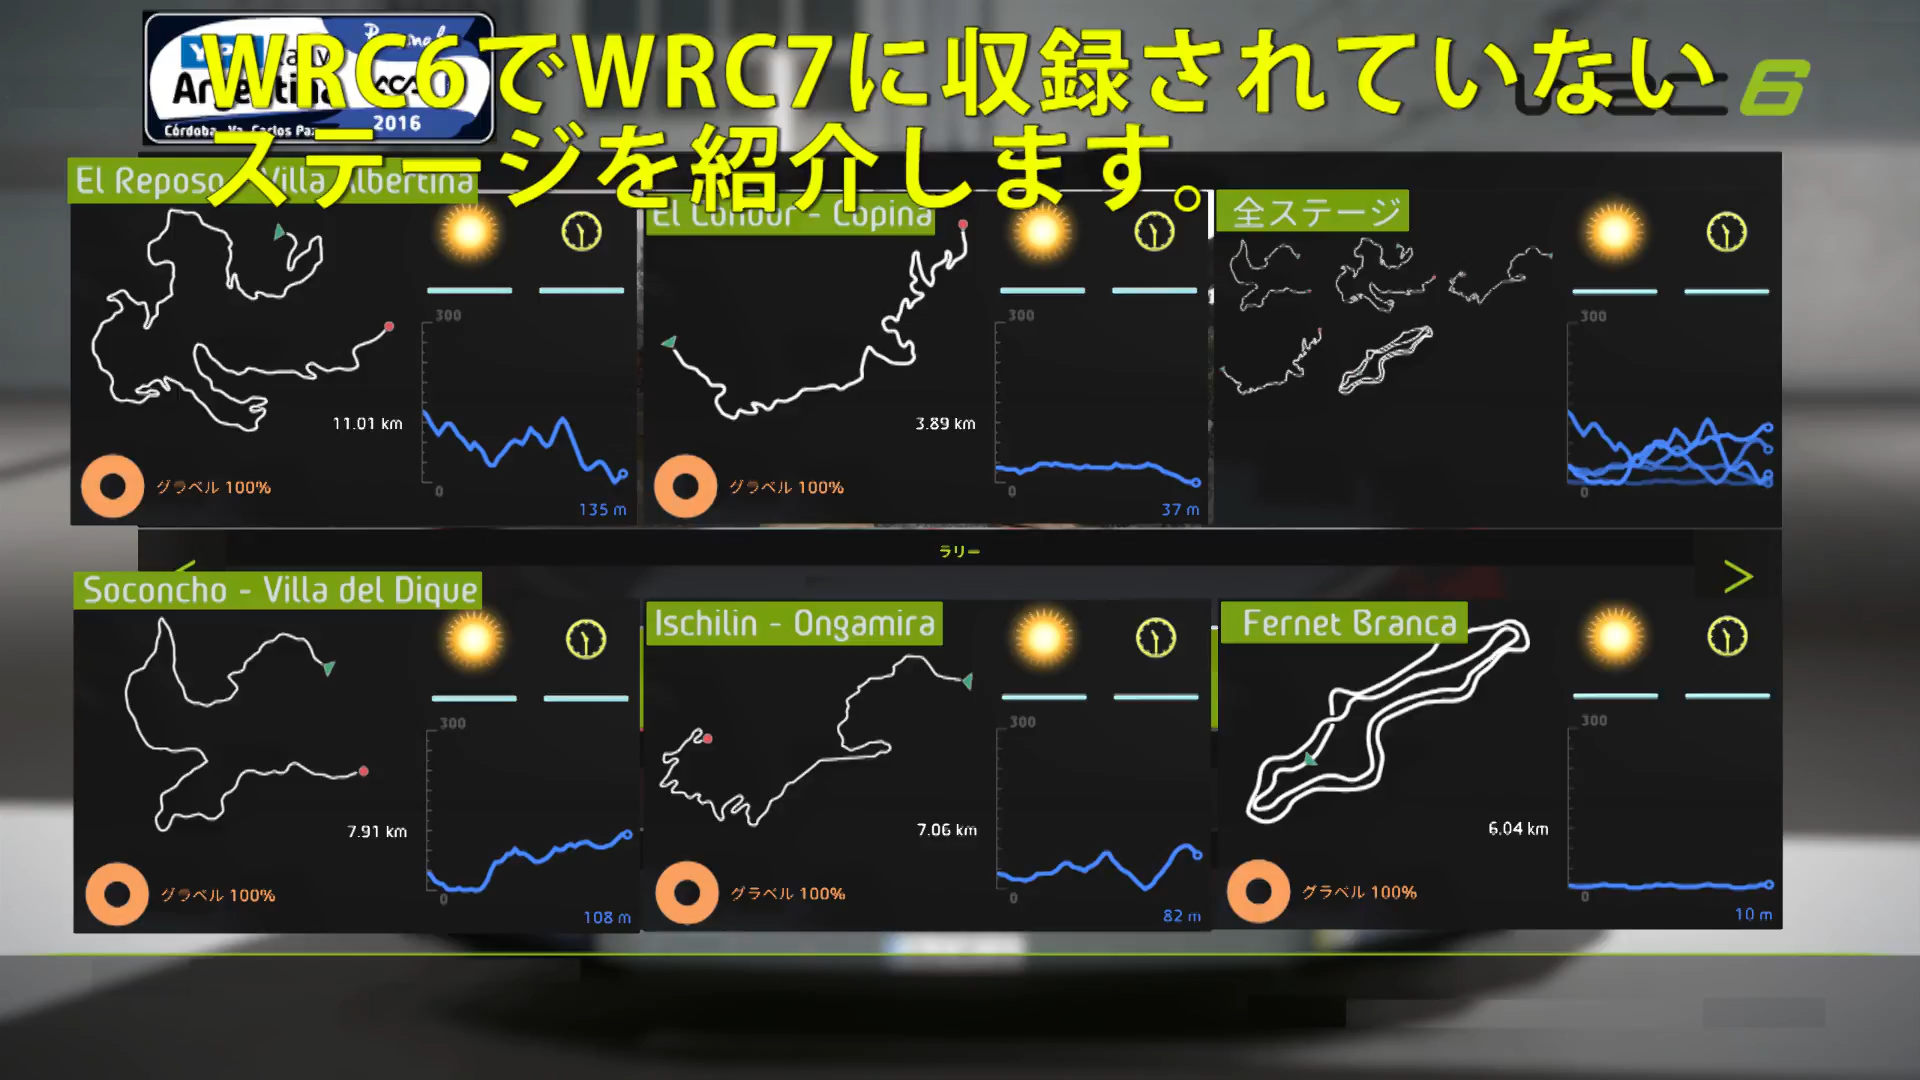 WRC6でWRC7に収録されていない
ステージを紹介します。
2016
6
El Reposo - Villa Albertina
300
11.01 km
グラベル 100%
0
135 m
El Condor - Copina
300
3.89 km
グラベル 100%
0
37 m
全ステージ
300
0
ラリー
<
>
Soconcho - Villa del Dique
300
7.91 km
グラベル 100%
0
108 m
Ischilin - Ongamira
300
7.06 km
グラベル 100%
0
82 m
Fernet Branca
300
6.04 km
グラベル 100%
0
10 m